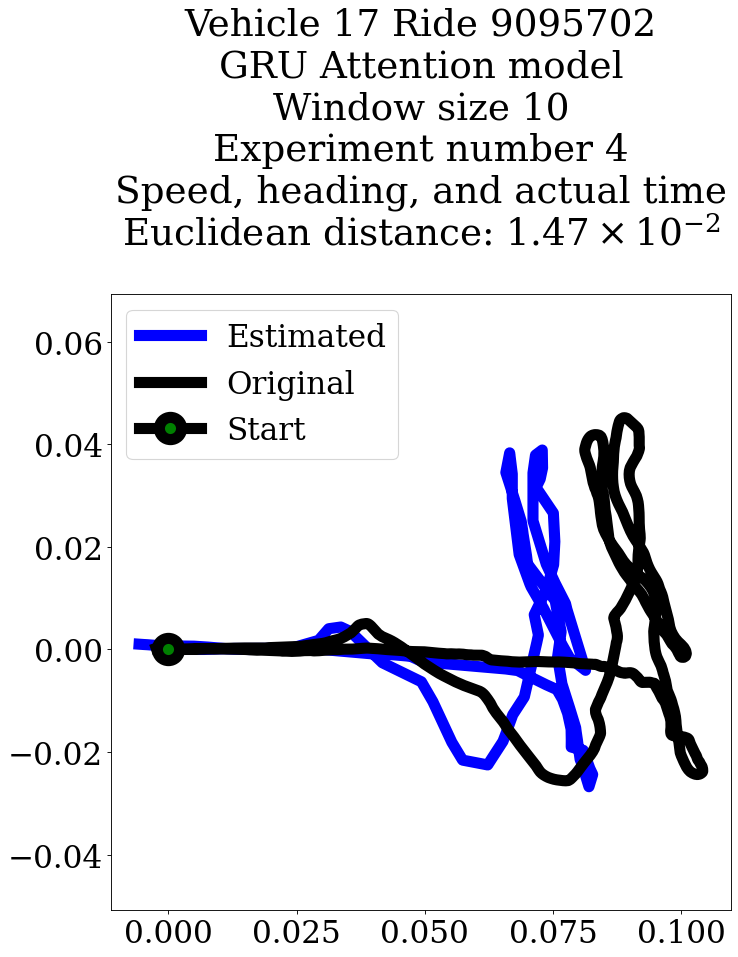 Vehicle 17 Ride 9095702
GRU Attention model
Window size 10
Experiment number 4
Speed, heading, and actual time
Euclidean distance: 1.47 × 10⁻²
Estimated
Original
Start
0.06
0.04
0.02
0.00
−0.02
−0.04
0.000 0.025 0.050 0.075 0.100